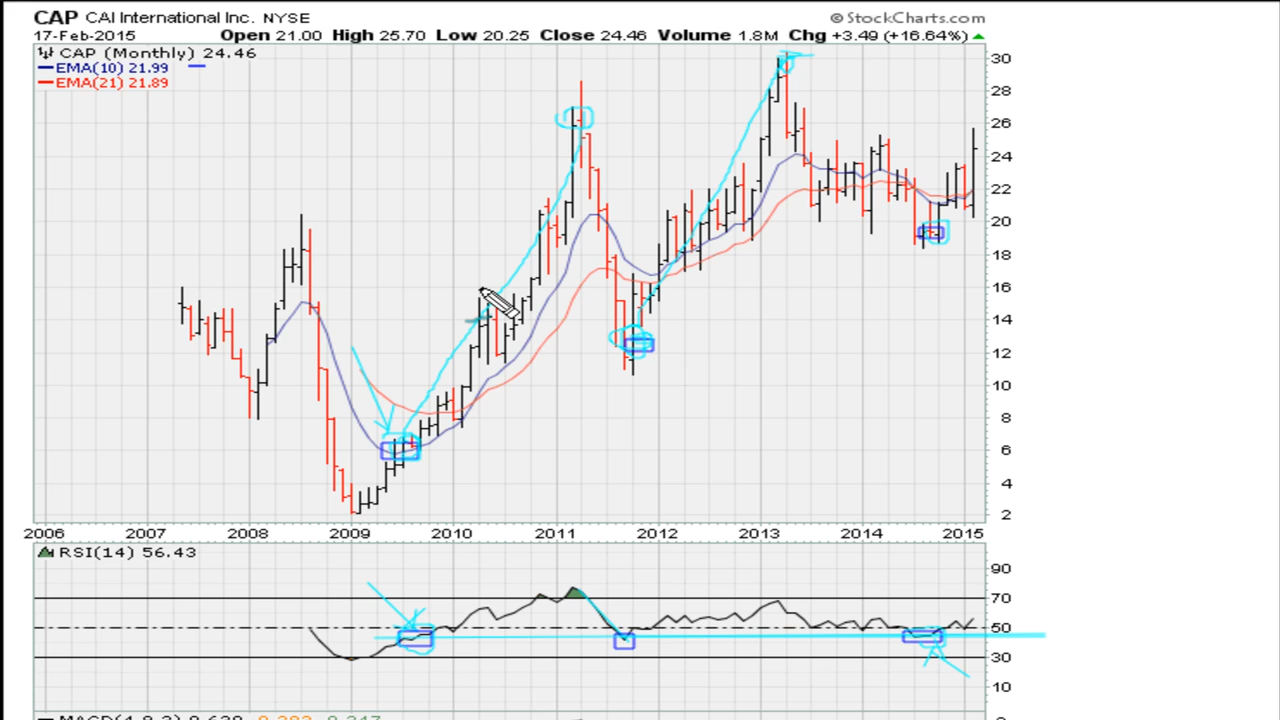 CAP CAI International Inc. NYSE © StockCharts.com
17-Feb-2015 Open 21.00 High 25.70 Low 20.25 Close 24.46 Volume 1.8M Chg +3.49 (+16.64%)
CAP (Monthly) 24.46
EMA(10) 21.99
EMA(21) 21.89
30
28
26
24
22
20
18
16
14
12
10
8
6
4
2
2006 2007 2008 2009 2010 2011 2012 2013 2014 2015
RSI(14) 56.43
90
70
50
30
10